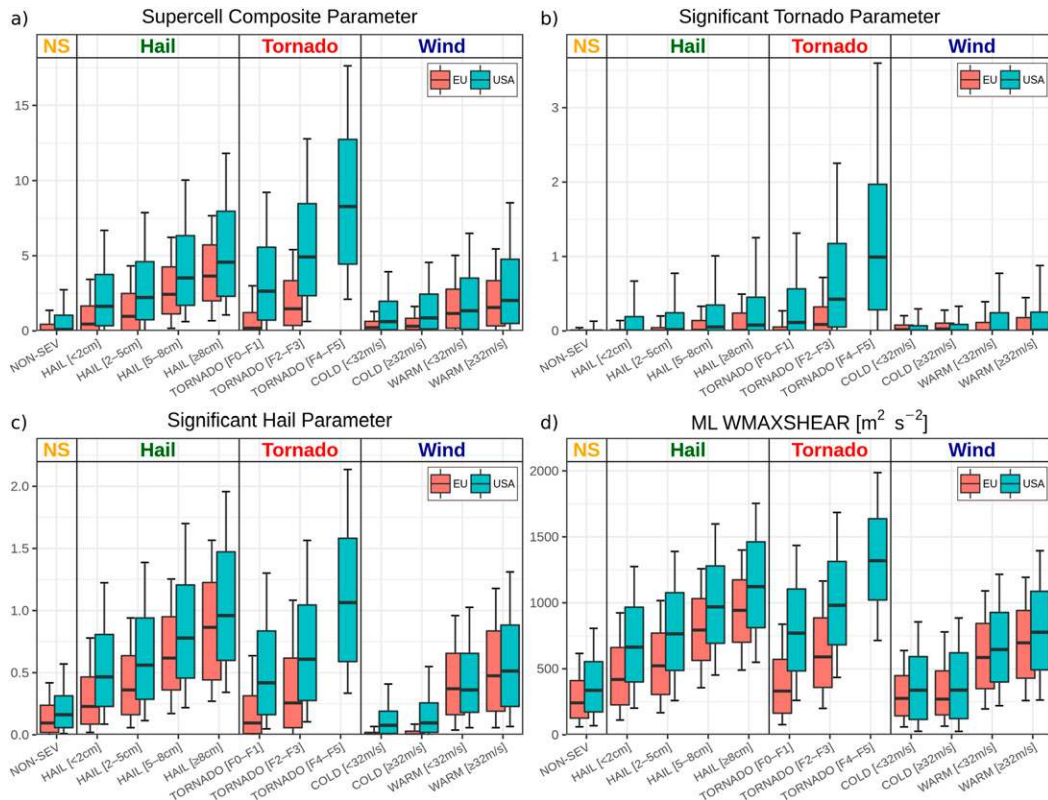 a) Supercell Composite Parameter
NS Hail Tornado Wind
EU USA
15
10
5
0
NON-SEV HAIL [<2cm] HAIL [2–5cm] HAIL [5–8cm] HAIL [≥8cm] TORNADO [F0–F1] TORNADO [F2–F3] TORNADO [F4–F5] COLD [<32m/s] COLD [≥32m/s] WARM [<32m/s] WARM [≥32m/s]
b) Significant Tornado Parameter
NS Hail Tornado Wind
EU USA
3
2
1
0
NON-SEV HAIL [<2cm] HAIL [2–5cm] HAIL [5–8cm] HAIL [≥8cm] TORNADO [F0–F1] TORNADO [F2–F3] TORNADO [F4–F5] COLD [<32m/s] COLD [≥32m/s] WARM [<32m/s] WARM [≥32m/s]
c) Significant Hail Parameter
NS Hail Tornado Wind
EU USA
2.0
1.5
1.0
0.5
0.0
NON-SEV HAIL [<2cm] HAIL [2–5cm] HAIL [5–8cm] HAIL [≥8cm] TORNADO [F0–F1] TORNADO [F2–F3] TORNADO [F4–F5] COLD [<32m/s] COLD [≥32m/s] WARM [<32m/s] WARM [≥32m/s]
d) ML WMAXSHEAR [m² s⁻²]
NS Hail Tornado Wind
EU USA
2000
1500
1000
500
0
NON-SEV HAIL [<2cm] HAIL [2–5cm] HAIL [5–8cm] HAIL [≥8cm] TORNADO [F0–F1] TORNADO [F2–F3] TORNADO [F4–F5] COLD [<32m/s] COLD [≥32m/s] WARM [<32m/s] WARM [≥32m/s]